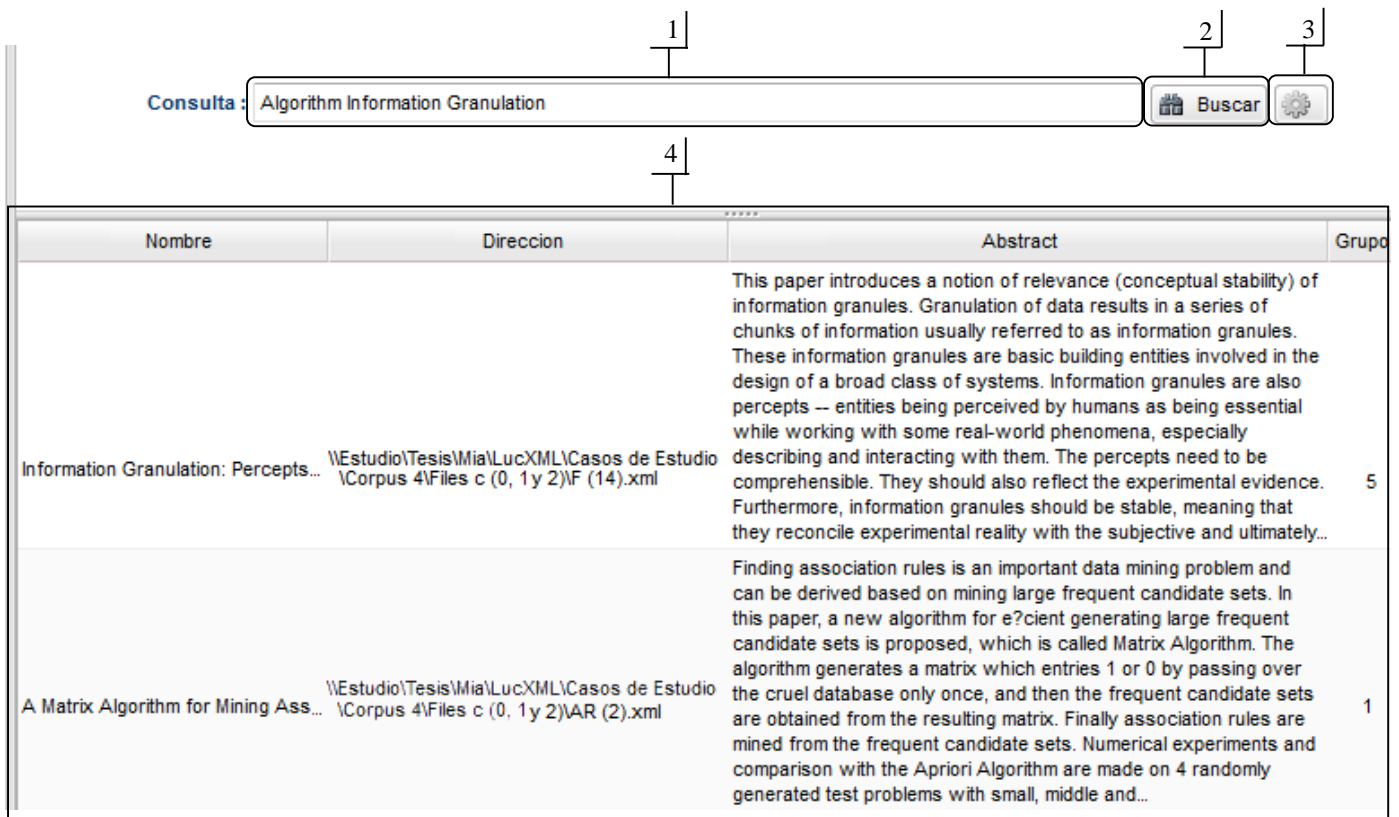 1
2
3
Consulta : Algorithm Information Granulation Buscar
4
Nombre Direccion Abstract Grupo
This paper introduces a notion of relevance (conceptual stability) of
information granules. Granulation of data results in a series of
chunks of information usually referred to as information granules.
These information granules are basic building entities involved in the
design of a broad class of systems. Information granules are also
percepts -- entities being perceived by humans as being essential
while working with some real-world phenomena, especially
describing and interacting with them. The percepts need to be
comprehensible. They should also reflect the experimental evidence.
Furthermore, information granules should be stable, meaning that
they reconcile experimental reality with the subjective and ultimately...
Information Granulation: Percepts...
\\Estudio\Tesis\Mia\LucXML\Casos de Estudio
\Corpus 4\Files c (0, 1y 2)\F (14).xml
5
Finding association rules is an important data mining problem and
can be derived based on mining large frequent candidate sets. In
this paper, a new algorithm for e?cient generating large frequent
candidate sets is proposed, which is called Matrix Algorithm. The
algorithm generates a matrix which entries 1 or 0 by passing over
the cruel database only once, and then the frequent candidate sets
are obtained from the resulting matrix. Finally association rules are
mined from the frequent candidate sets. Numerical experiments and
comparison with the Apriori Algorithm are made on 4 randomly
generated test problems with small, middle and...
A Matrix Algorithm for Mining Ass...
\\Estudio\Tesis\Mia\LucXML\Casos de Estudio
\Corpus 4\Files c (0, 1y 2)\AR (2).xml
1